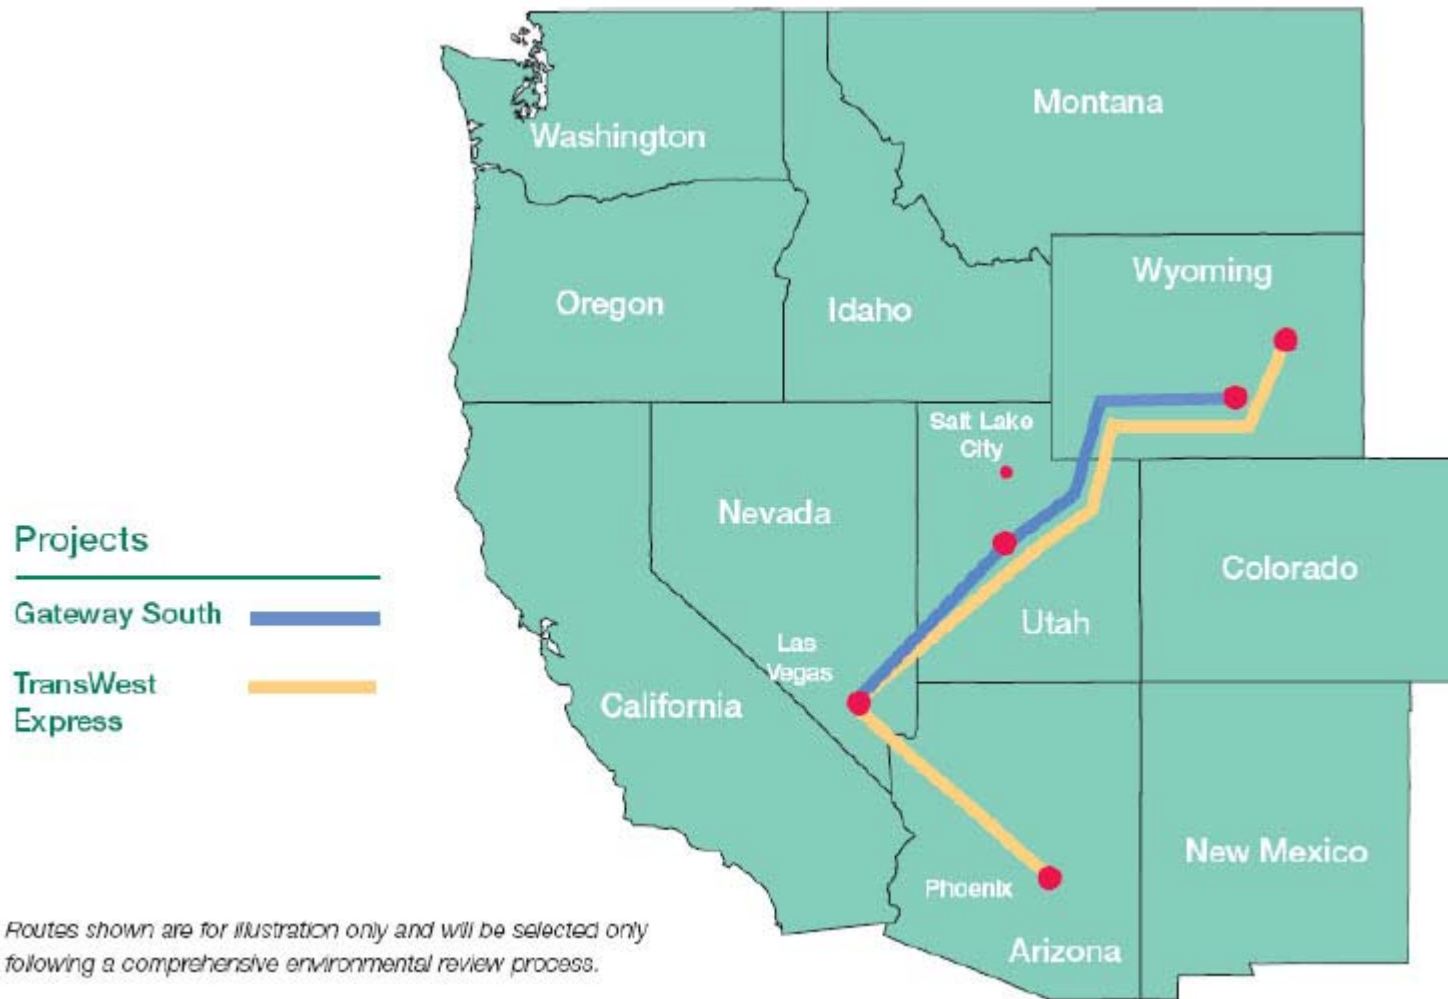 Washington
Montana
Wyoming
Oregon
Idaho
Salt Lake
City
Nevada
Projects
Colorado
Gateway South
Utah
Las
Vegas
TransWest
Express
California
New Mexico
Phoenix
Arizona
Routes shown are for illustration only and will be selected only
following a comprehensive environmental review process.